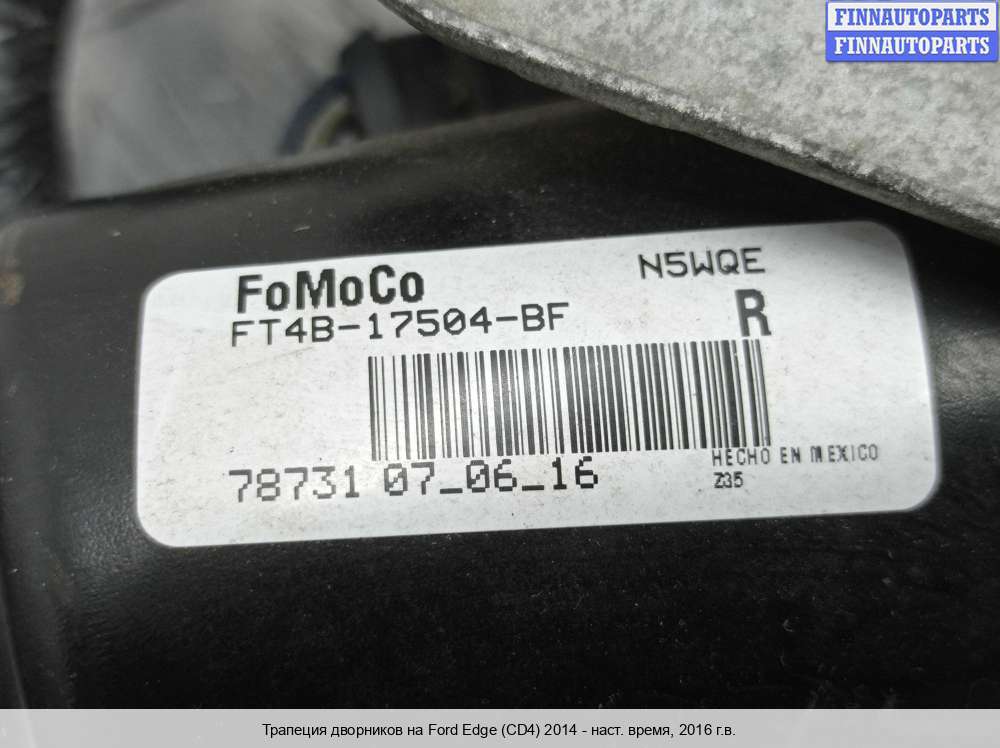 FINNAUTOPARTS
FINNAUTOPARTS
N5WQE
FoMoCo
FT4B-17504-BF
R
78731 07_06_16
HECHO EN MEXICO
Z35
Трапеция дворников на Ford Edge (CD4) 2014 - наст. время, 2016 г.в.